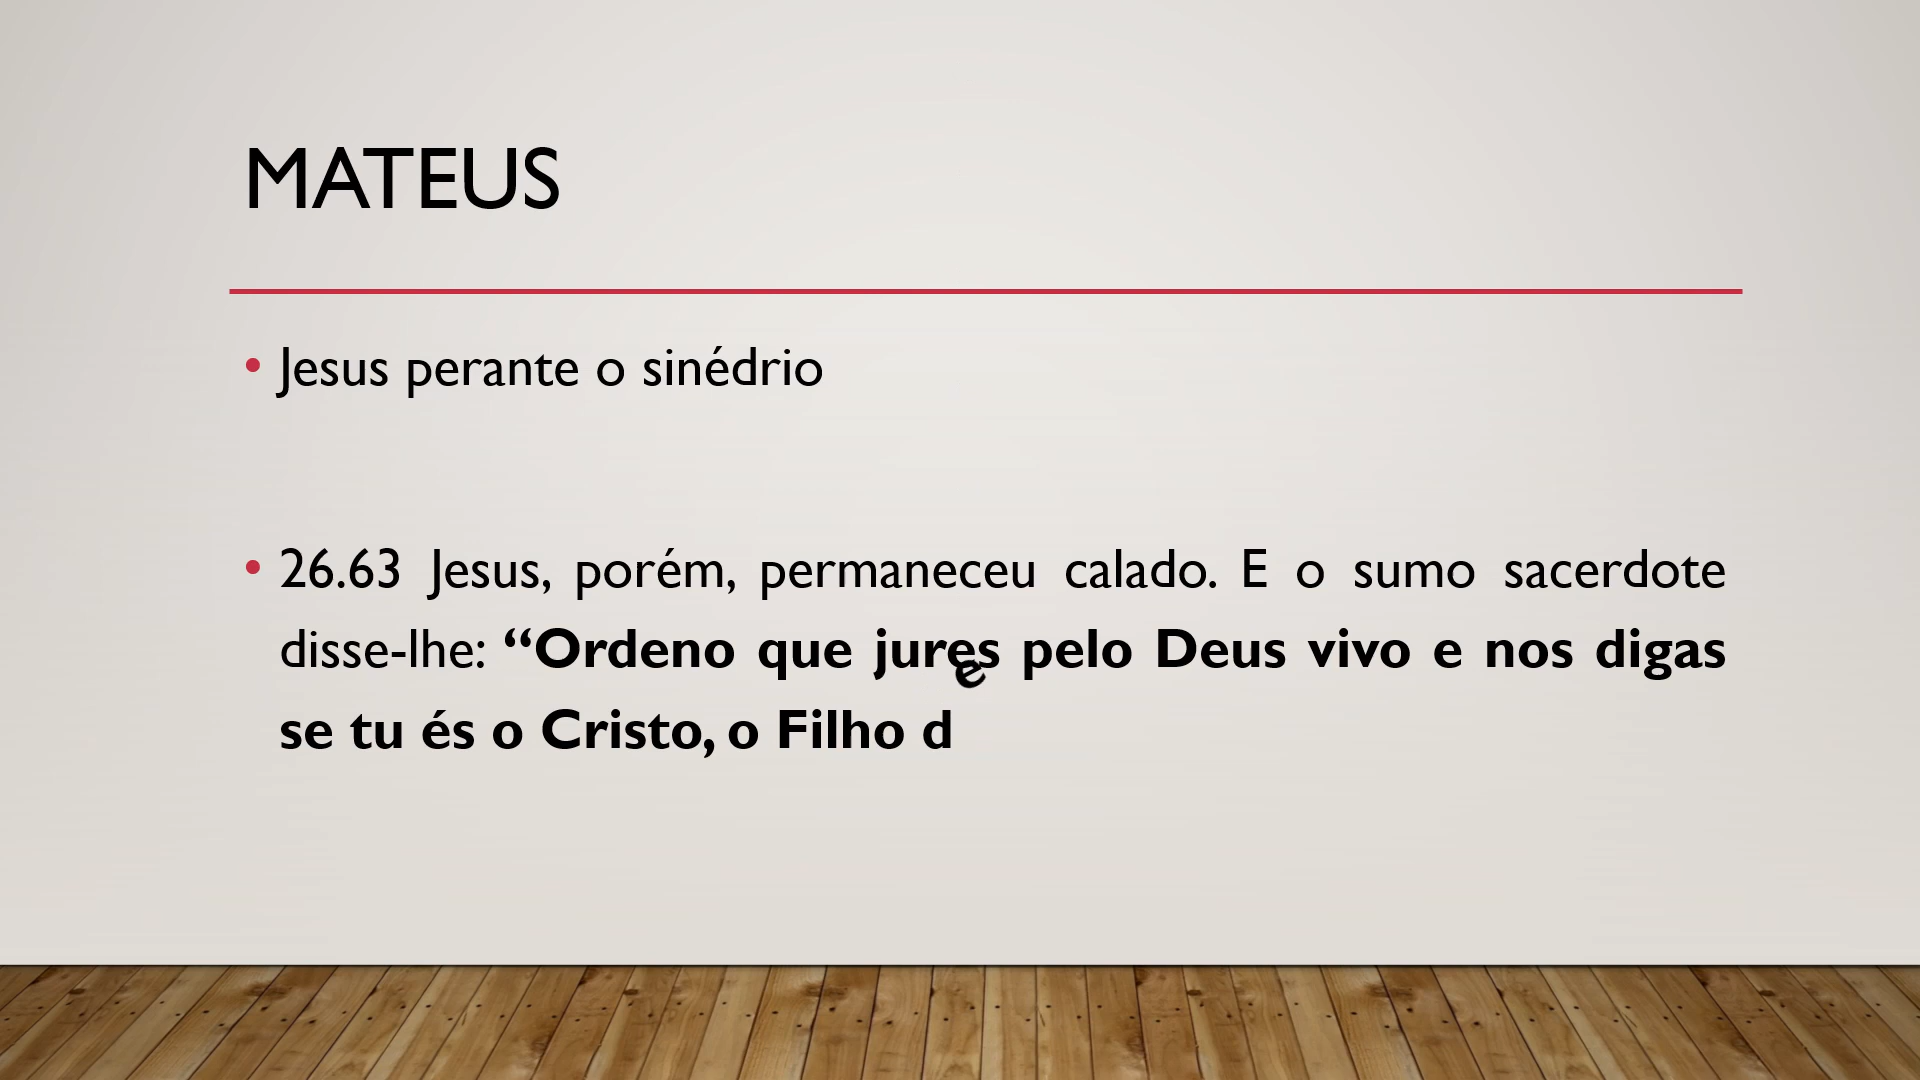 MATEUS
• Jesus perante o sinédrio
• 26.63 Jesus, porém, permaneceu calado. E o sumo sacerdote
disse-lhe: “Ordeno que jures pelo Deus vivo e nos digas
se tu és o Cristo, o Filho de